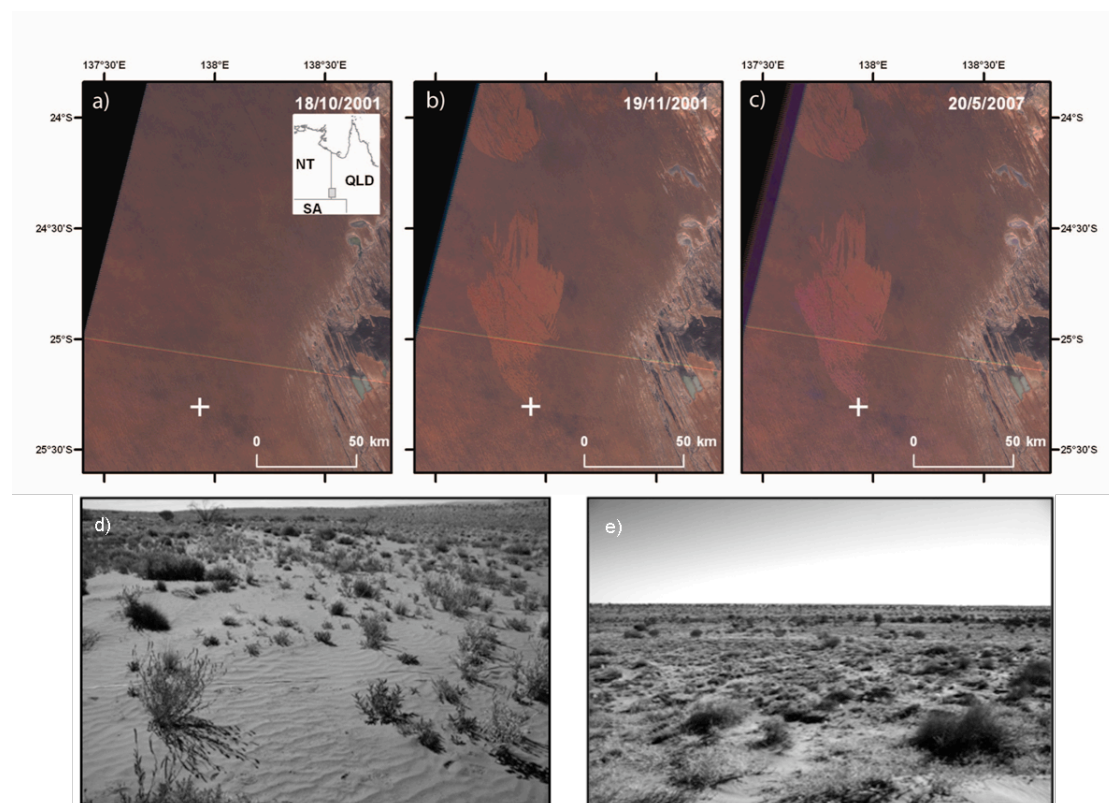 137°30'E 138°E 138°30'E 137°30'E 138°E 138°30'E
a) 18/10/2001 b) 19/11/2001 c) 20/5/2007
24°S 24°S
NT QLD
SA
24°30'S 24°30'S
25°S 25°S
0 50 km 0 50 km 0 50 km
25°30'S 25°30'S
d) e)